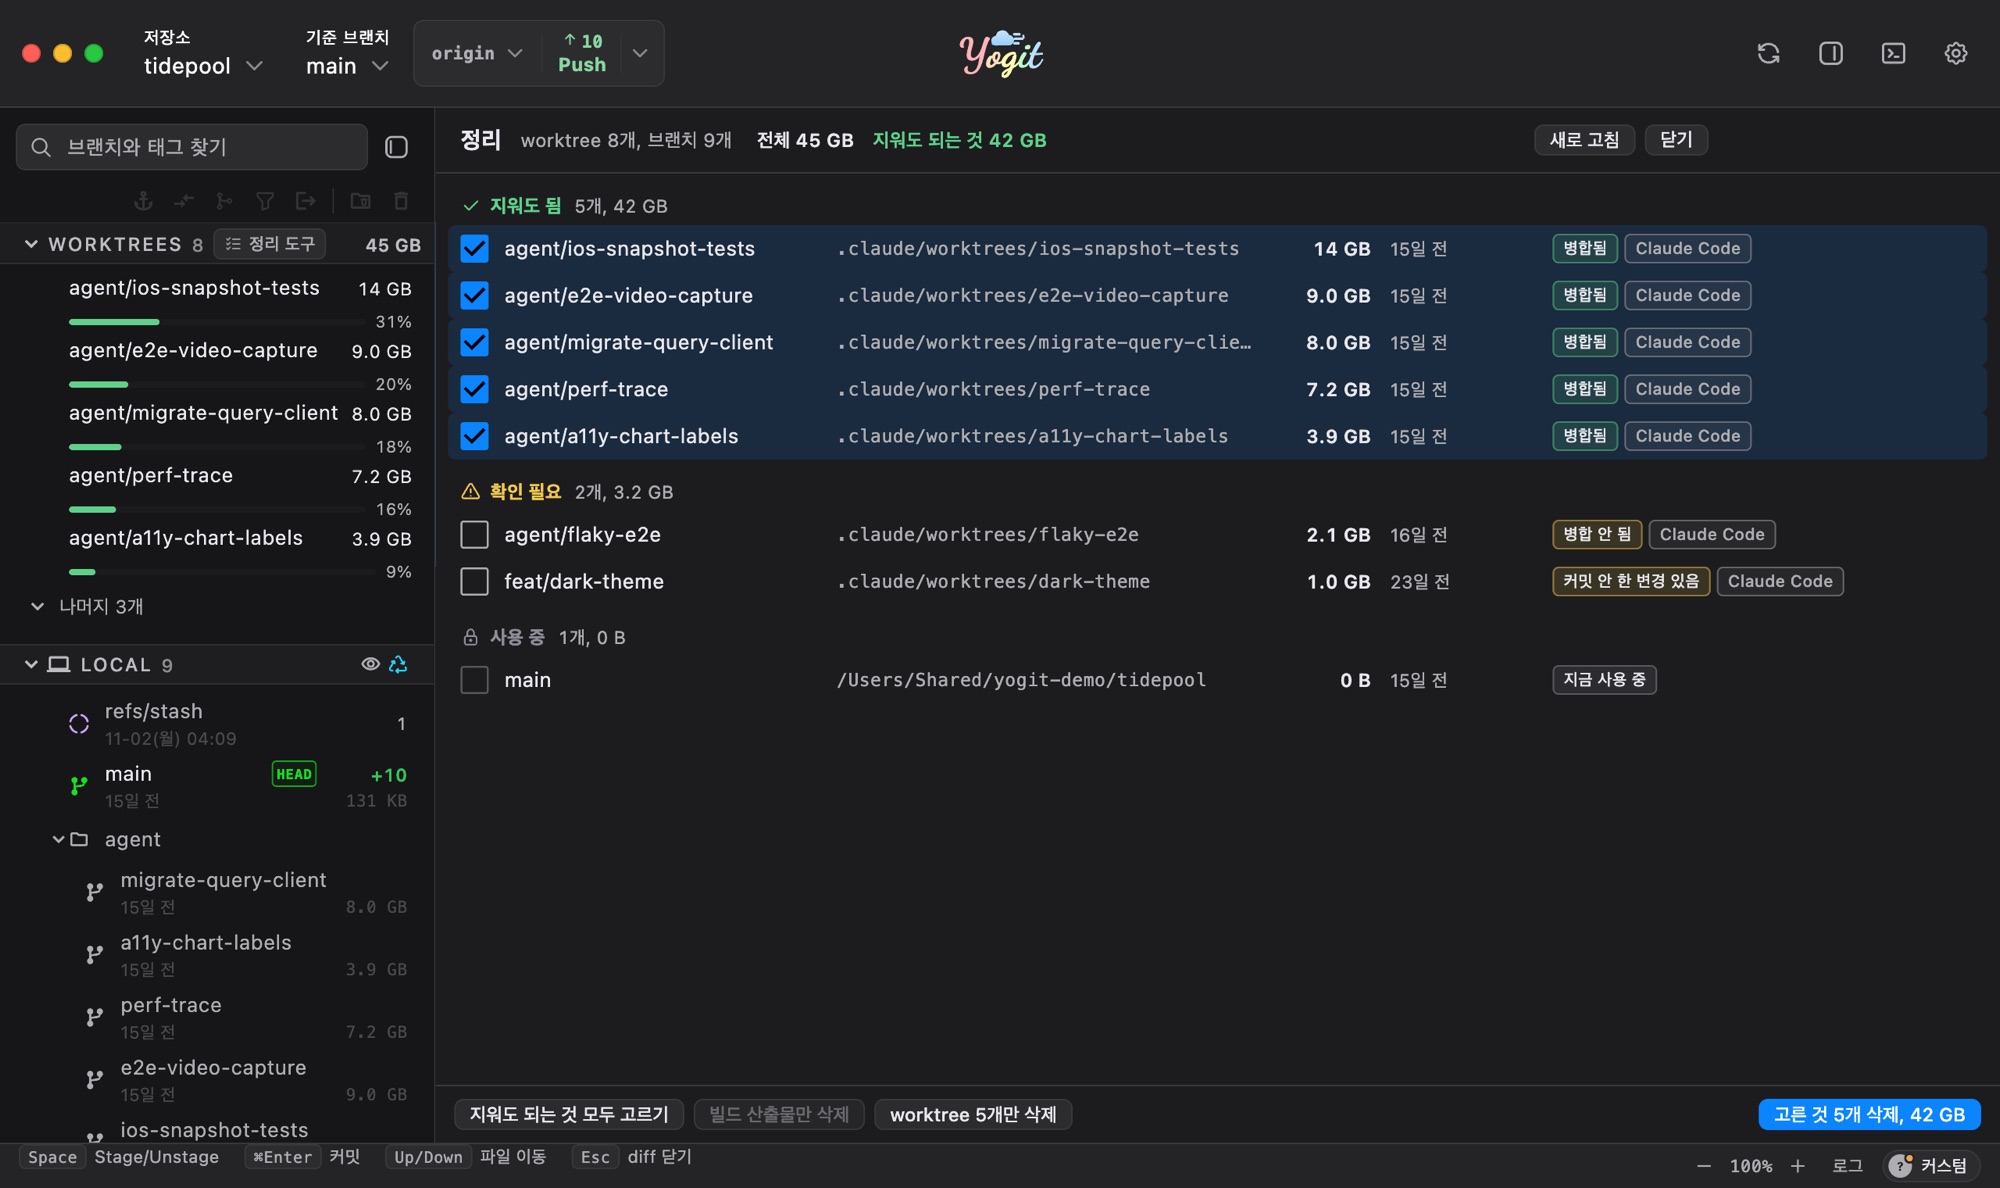 저장소
tidepool
기준 브랜치
main
origin
↑ 10
Push
Yogit
브랜치와 태그 찾기
WORKTREES 8 정리 도구 45 GB
agent/ios-snapshot-tests 14 GB
31%
agent/e2e-video-capture 9.0 GB
20%
agent/migrate-query-client 8.0 GB
18%
agent/perf-trace 7.2 GB
16%
agent/a11y-chart-labels 3.9 GB
9%
나머지 3개
LOCAL 9
refs/stash 1
11-02(월) 04:09
main HEAD +10
15일 전 131 KB
agent
migrate-query-client
15일 전 8.0 GB
a11y-chart-labels
15일 전 3.9 GB
perf-trace
15일 전 7.2 GB
e2e-video-capture
15일 전 9.0 GB
ios-snapshot-tests
정리 worktree 8개, 브랜치 9개 전체 45 GB 지워도 되는 것 42 GB 새로 고침 닫기
지워도 됨 5개, 42 GB
agent/ios-snapshot-tests .claude/worktrees/ios-snapshot-tests 14 GB 15일 전 병합됨 Claude Code
agent/e2e-video-capture .claude/worktrees/e2e-video-capture 9.0 GB 15일 전 병합됨 Claude Code
agent/migrate-query-client .claude/worktrees/migrate-query-clie… 8.0 GB 15일 전 병합됨 Claude Code
agent/perf-trace .claude/worktrees/perf-trace 7.2 GB 15일 전 병합됨 Claude Code
agent/a11y-chart-labels .claude/worktrees/a11y-chart-labels 3.9 GB 15일 전 병합됨 Claude Code
확인 필요 2개, 3.2 GB
agent/flaky-e2e .claude/worktrees/flaky-e2e 2.1 GB 16일 전 병합 안 됨 Claude Code
feat/dark-theme .claude/worktrees/dark-theme 1.0 GB 23일 전 커밋 안 한 변경 있음 Claude Code
사용 중 1개, 0 B
main /Users/Shared/yogit-demo/tidepool 0 B 15일 전 지금 사용 중
지워도 되는 것 모두 고르기 빌드 산출물만 삭제 worktree 5개만 삭제 고른 것 5개 삭제, 42 GB
Space Stage/Unstage ⌘Enter 커밋 Up/Down 파일 이동 Esc diff 닫기 − 100% + 로그 ? 커스텀